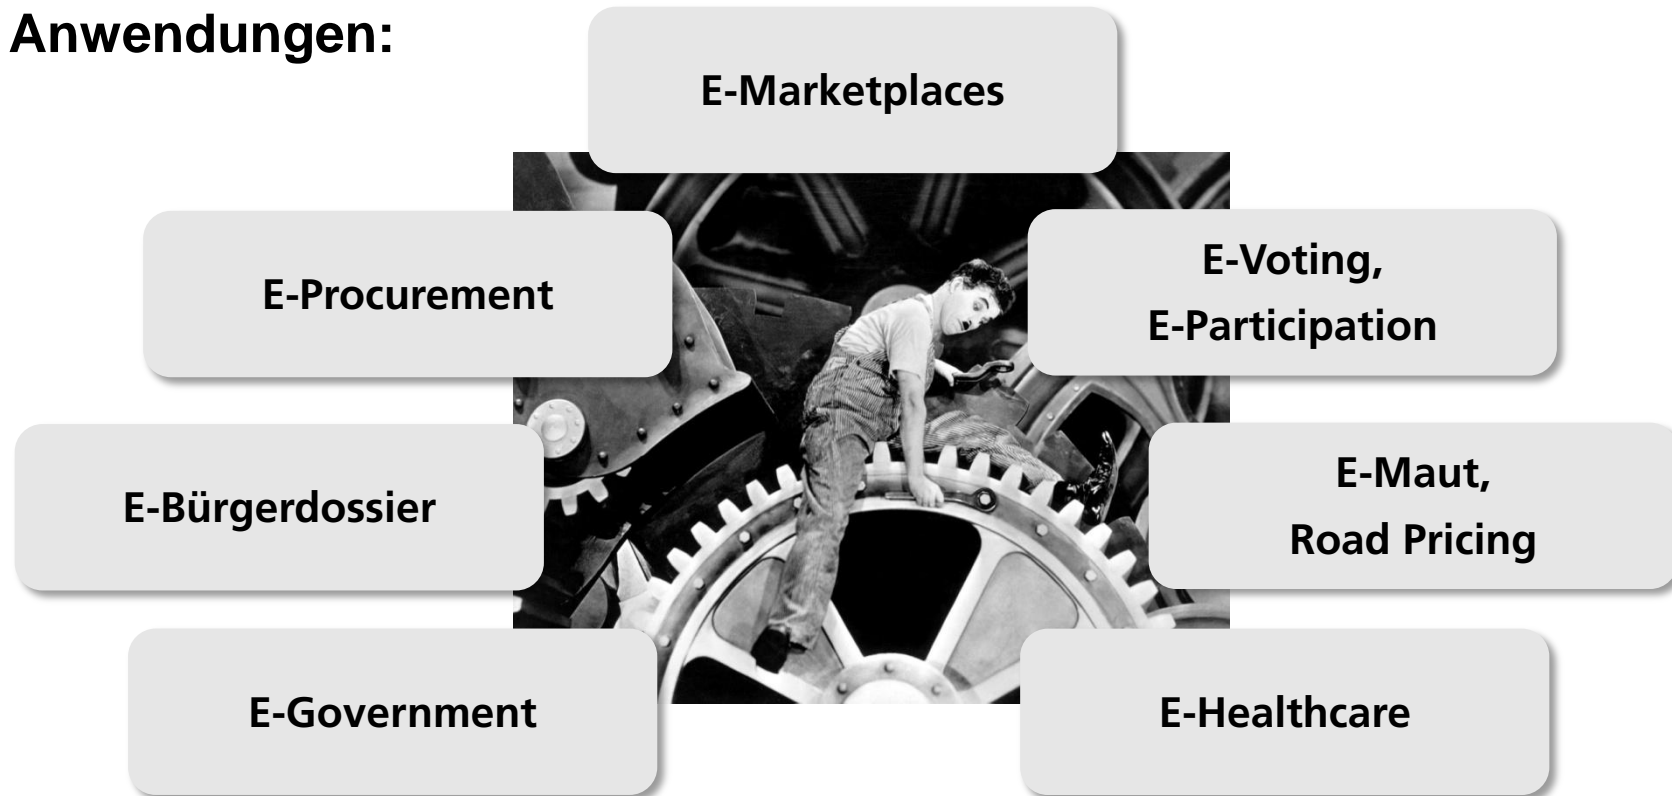 Anwendungen:
E-Marketplaces
E-Procurement
E-Voting,
E-Participation
E-Bürgerdossier
E-Maut,
Road Pricing
E-Government
E-Healthcare